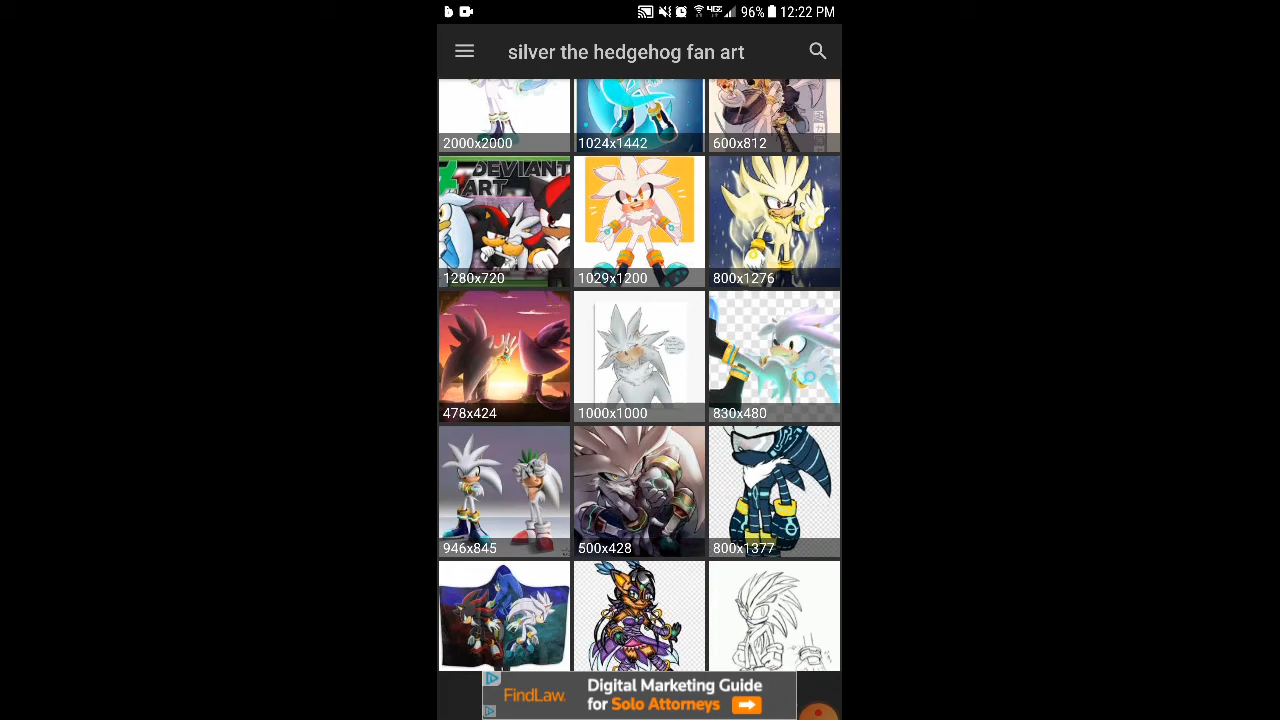 96% 12:22 PM
silver the hedgehog fan art
2000x2000
1024x1442
600x812
DEVIANT
ART
1280x720
1029x1200
800x1276
478x424
1000x1000
830x480
946x845
500x428
800x1377
FindLaw.
Digital Marketing Guide
for Solo Attorneys